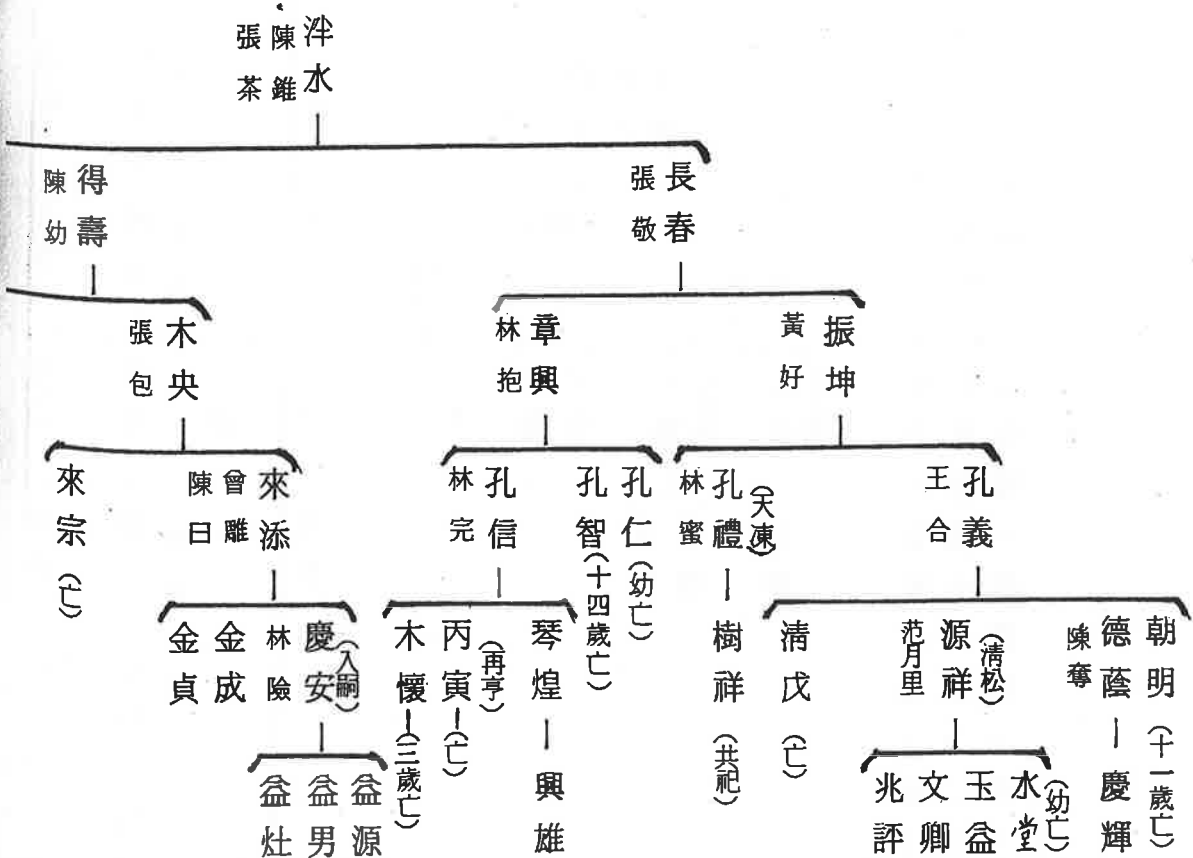 泮水
陳錐
張茶
長春
張敬
得壽
陳幼
振坤
黃好
章興
林抱
木央
張包
孔義
王合
孔禮
(天凍)
林蜜
孔仁
(幼亡)
孔智
(十四歲亡)
孔信
林完
來添
曾雕
陳曰
來宗
(亡)
朝明
(十一歲亡)
德蔭
陳奪
源祥
(清松)
范月里
清戊
(亡)
樹祥
(共祀)
琴煌
丙寅
(再亨)
(亡)
木懷
(三歲亡)
慶安
(入嗣)
林險
金成
金貞
慶輝
水堂
(幼亡)
玉益
文卿
兆評
興雄
益源
益男
益灶